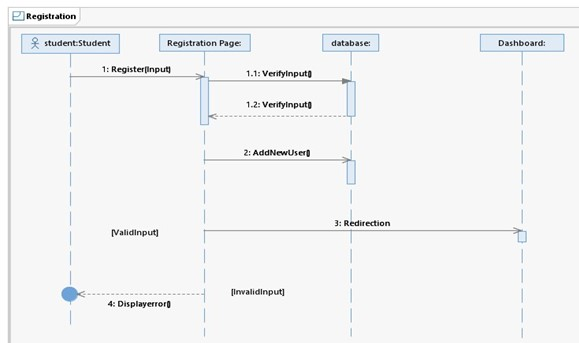 Registration
student:Student
Registration Page:
database:
Dashboard:
1: Register(Input)
1.1: VerifyInput()
1.2: VerifyInput()
2: AddNewUser()
3: Redirection
[ValidInput]
[InvalidInput]
4: Displayerror()